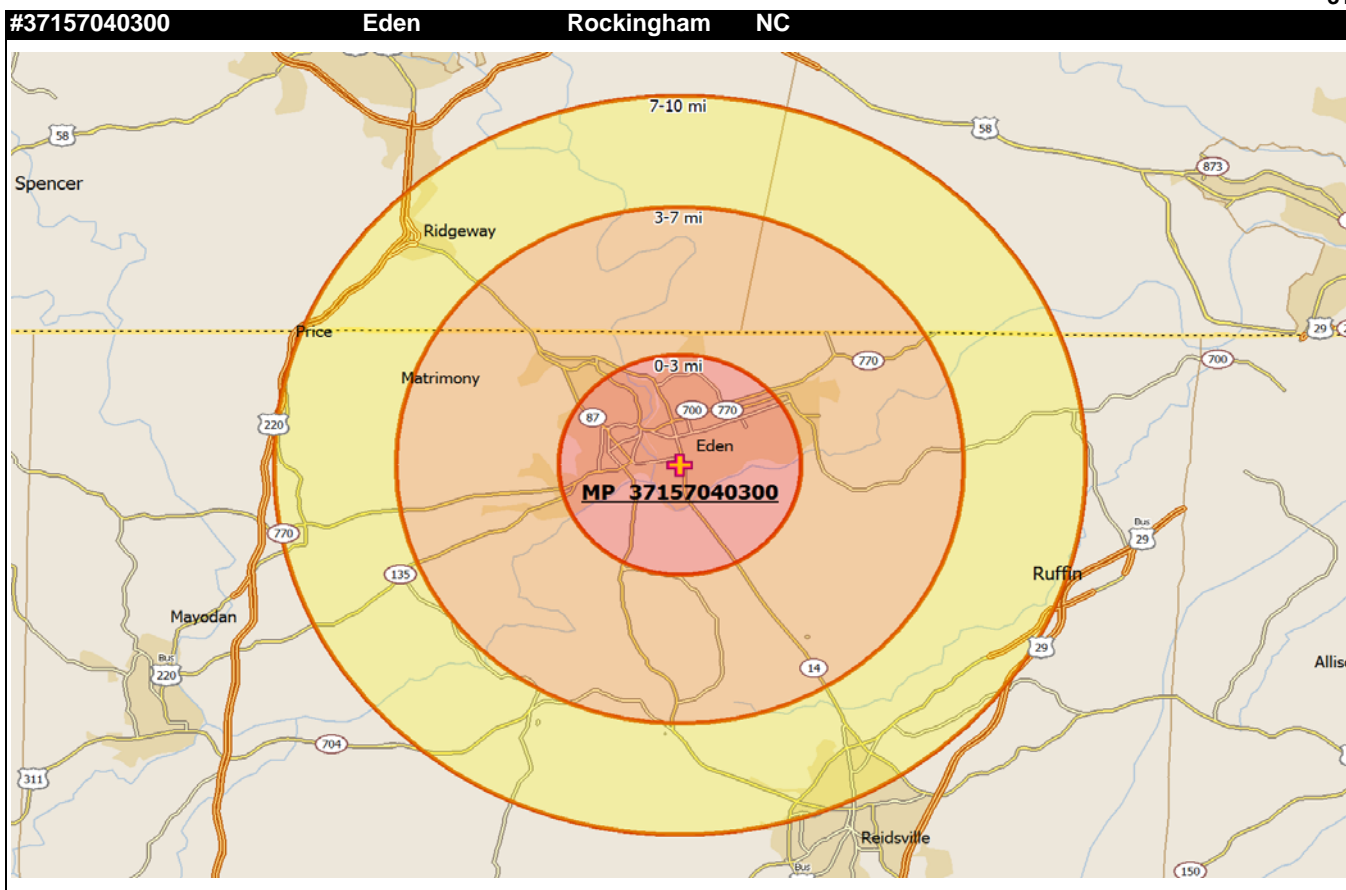 #37157040300 Eden Rockingham NC
7-10 mi
58
58
873
Spencer
3-7 mi
Ridgeway
Price
29
0-3 mi
770
700
Matrimony
87
700
770
220
Eden
MP 37157040300
770
Bus
29
135
Ruffin
Mayodan
Bus
220
29
14
704
311
Reidsville
Bus
150